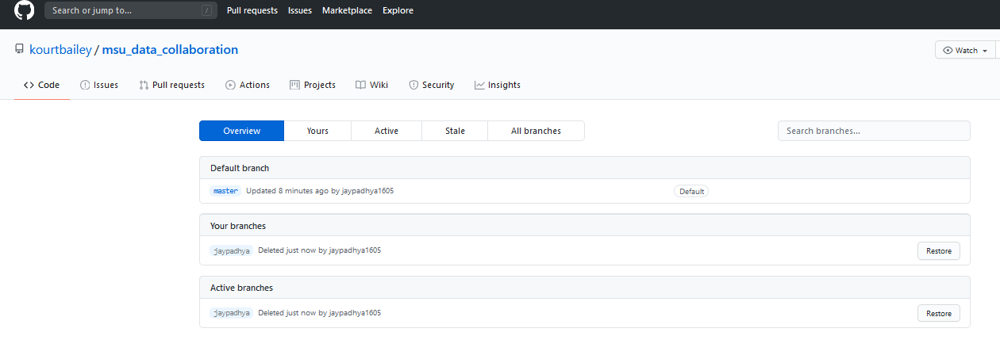 Search or jump to... / Pull requests Issues Marketplace Explore
kourtbailey / msu_data_collaboration Watch
Code Issues Pull requests Actions Projects Wiki Security Insights
Overview Yours Active Stale All branches Search branches...
Default branch
master Updated 8 minutes ago by jaypadhya1605 Default
Your branches
jaypadhya Deleted just now by jaypadhya1605 Restore
Active branches
jaypadhya Deleted just now by jaypadhya1605 Restore